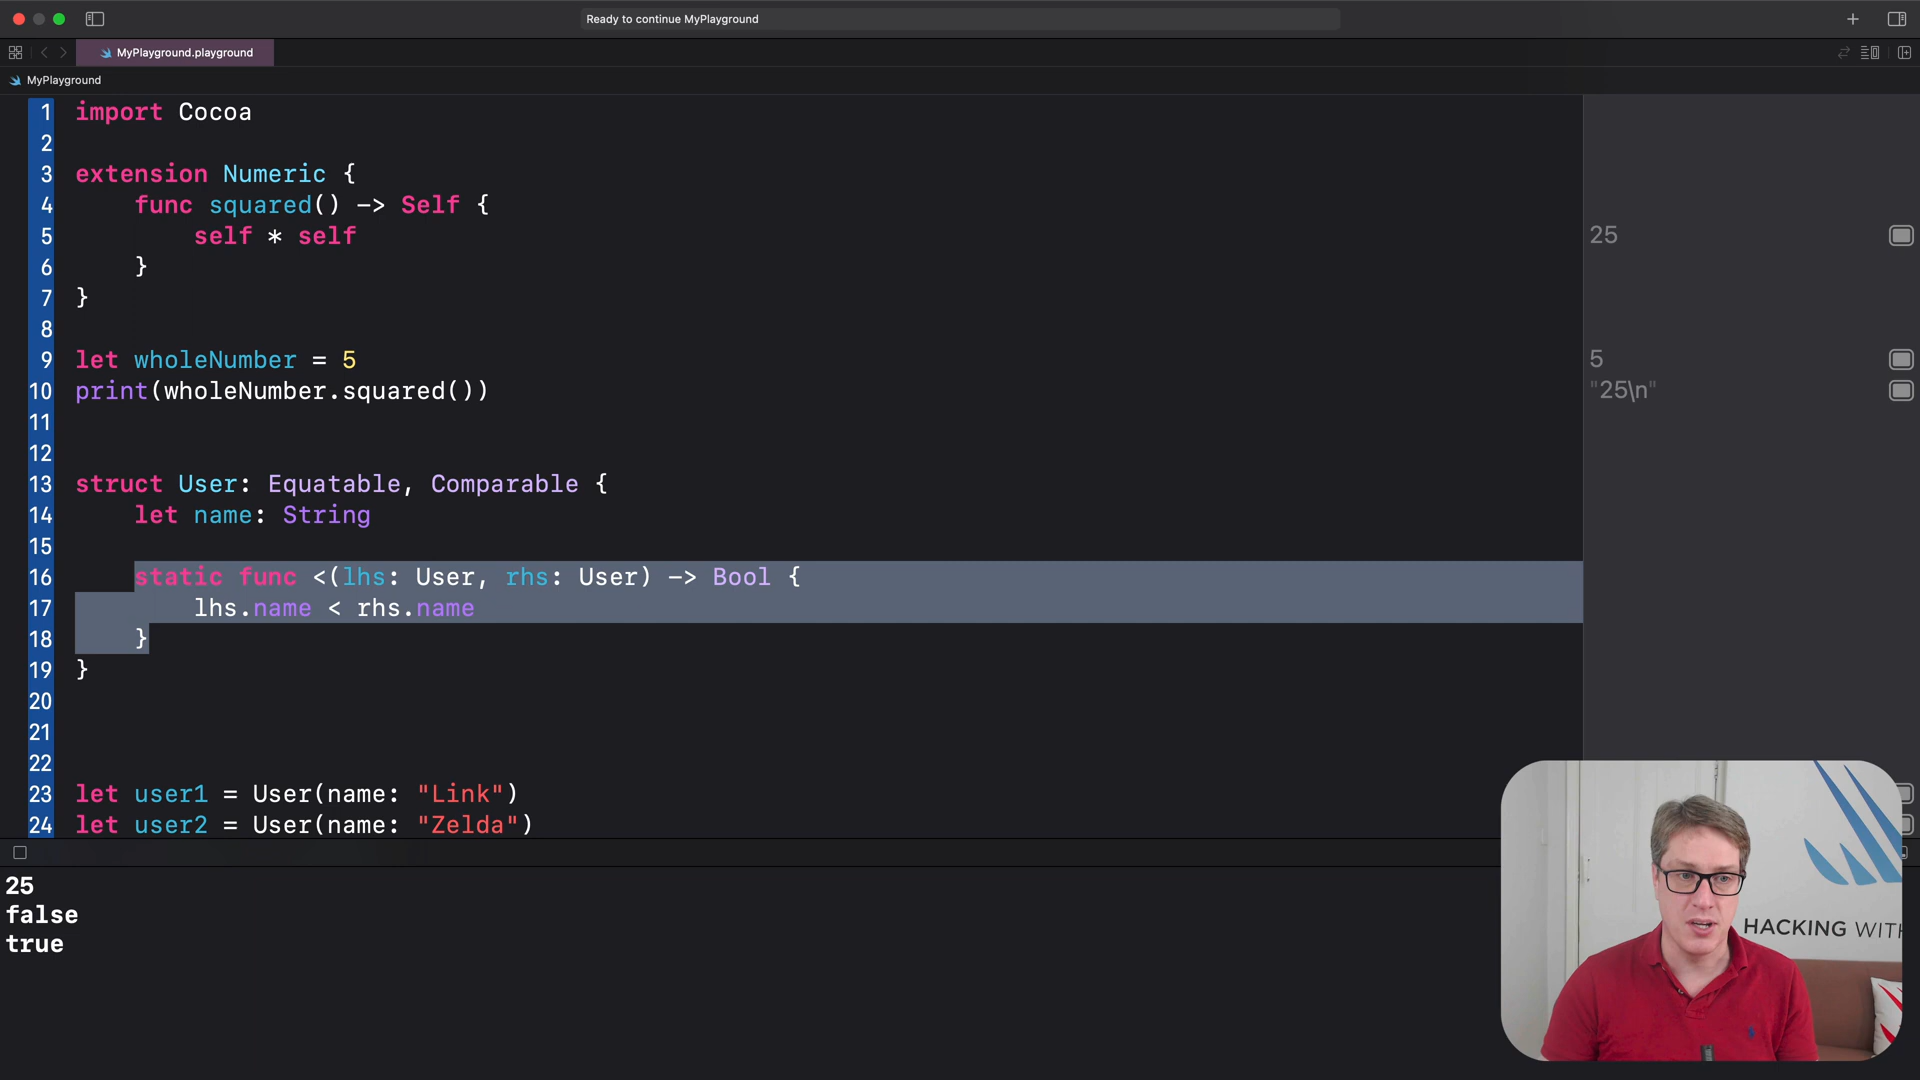 Ready to continue MyPlayground
MyPlayground.playground
MyPlayground
1 import Cocoa
2
3 extension Numeric {
4 func squared() -> Self {
5 self * self
6 }
7 }
8
9 let wholeNumber = 5
10 print(wholeNumber.squared())
11
12
13 struct User: Equatable, Comparable {
14 let name: String
15
16 static func <(lhs: User, rhs: User) -> Bool {
17 lhs.name < rhs.name
18 }
19 }
20
21
22
23 let user1 = User(name: "Link")
24 let user2 = User(name: "Zelda")
25
5
"25\n"
25
false
true
HACKING WITH